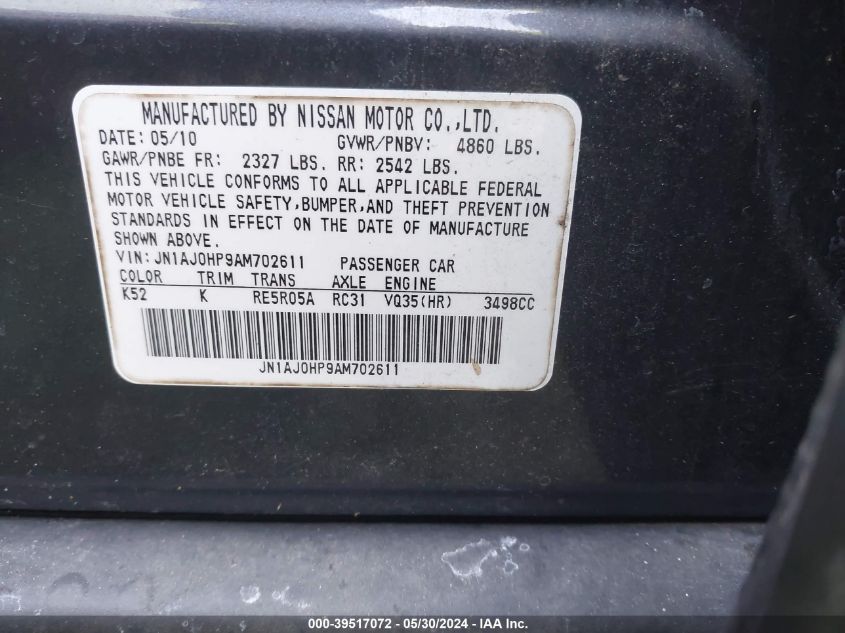 MANUFACTURED BY NISSAN MOTOR CO.,LTD.
DATE: 05/10 GVWR/PNBV: 4860 LBS.
GAWR/PNBE FR: 2327 LBS. RR: 2542 LBS.
THIS VEHICLE CONFORMS TO ALL APPLICABLE FEDERAL
MOTOR VEHICLE SAFETY,BUMPER,AND THEFT PREVENTION
STANDARDS IN EFFECT ON THE DATE OF MANUFACTURE
SHOWN ABOVE.
VIN: JN1AJ0HP9AM702611 PASSENGER CAR
COLOR TRIM TRANS AXLE ENGINE
K52 K RE5R05A RC31 VQ35(HR) 3498CC
JN1AJ0HP9AM702611
000-39517072 - 05/30/2024 - IAA Inc.